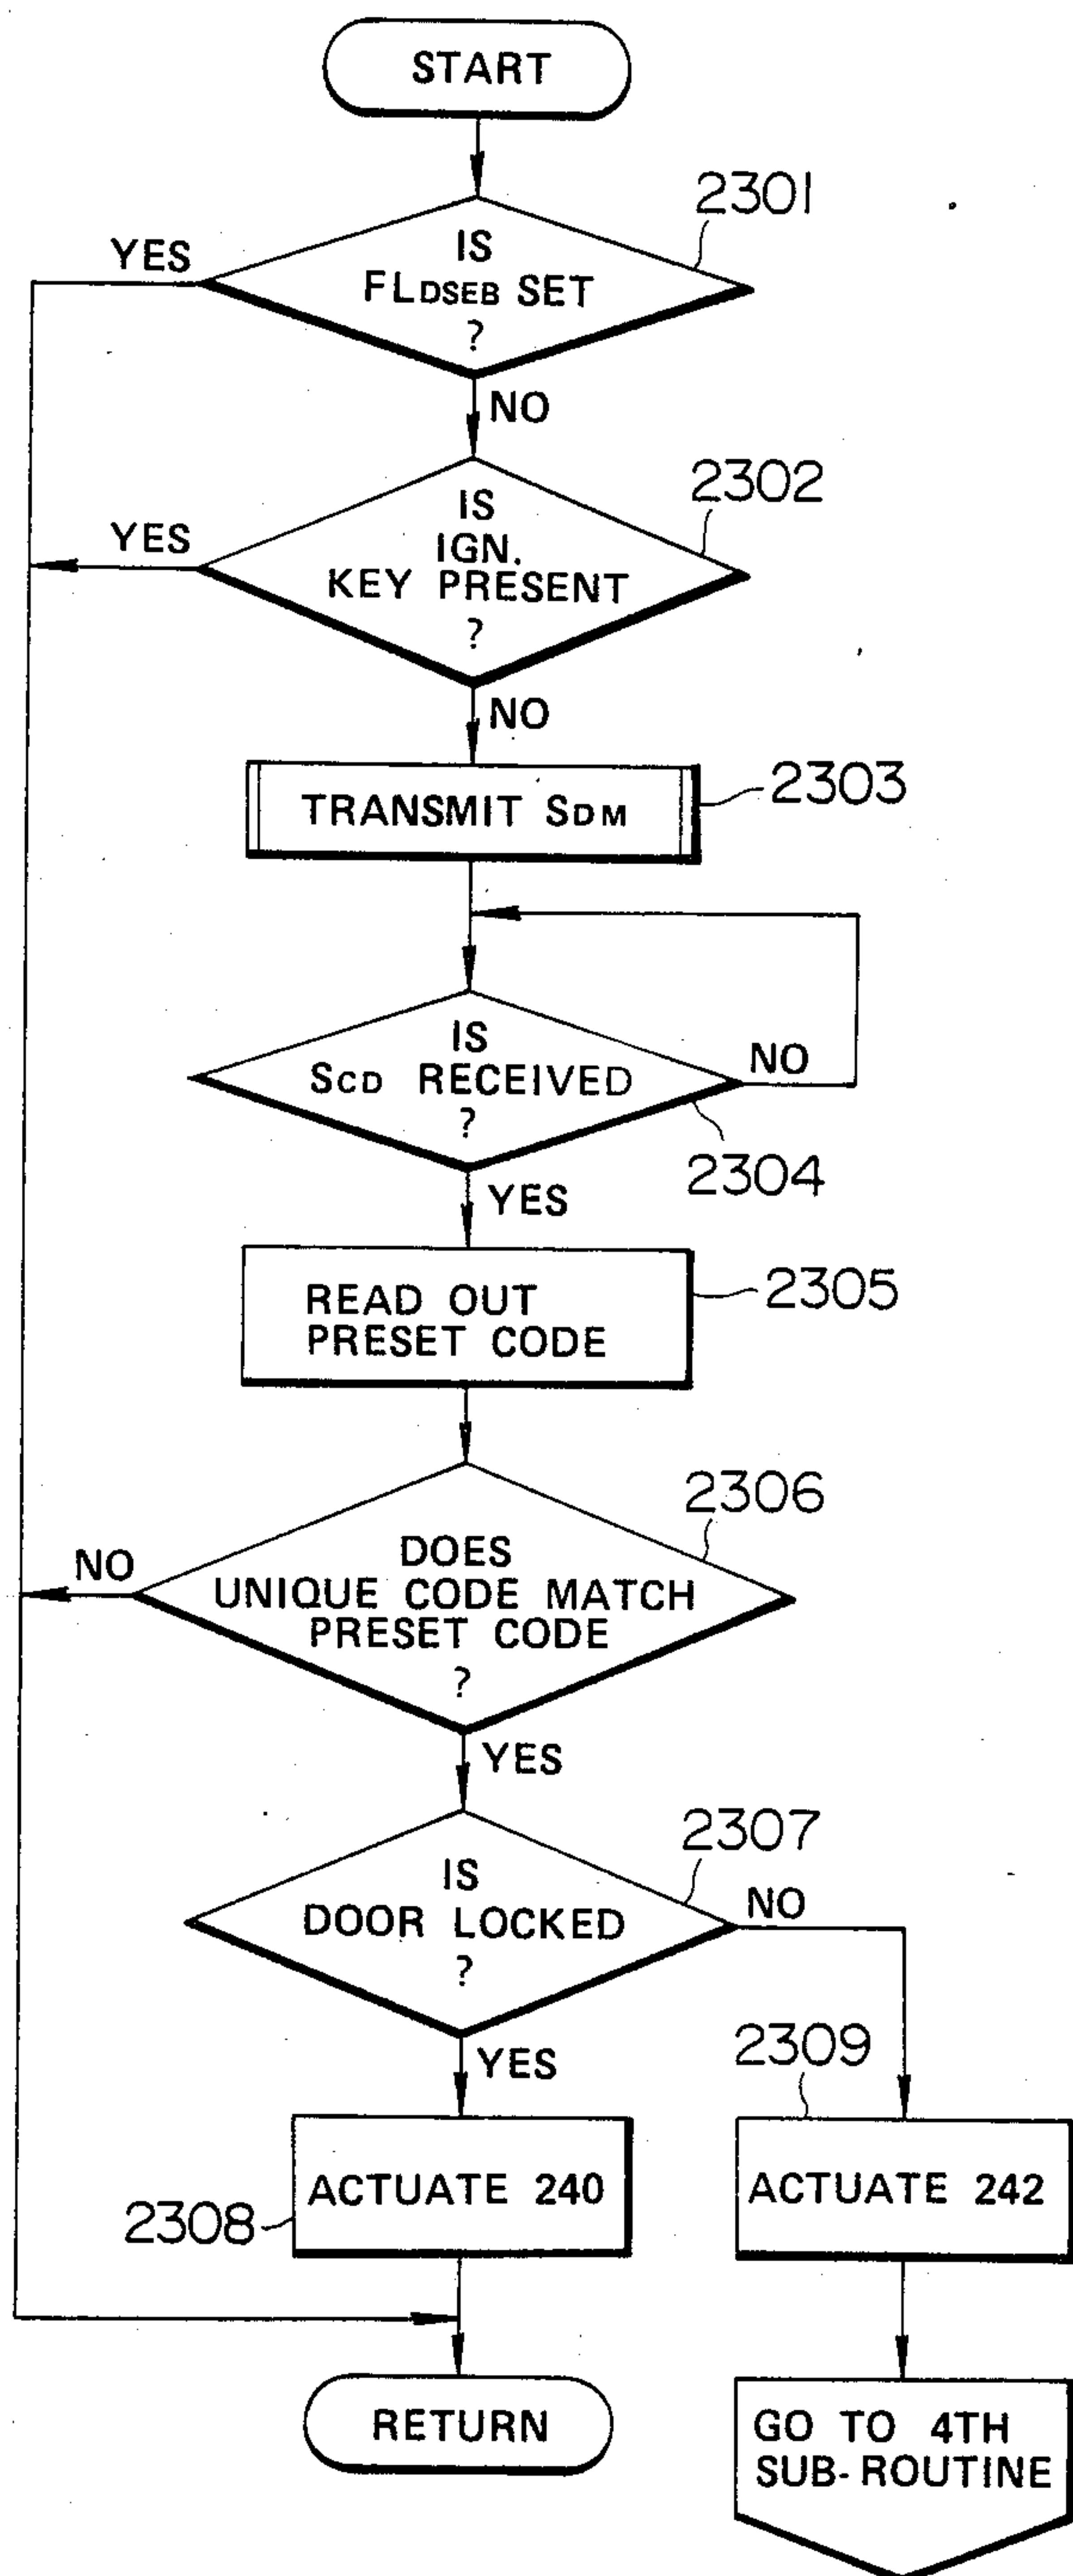 START
2301
YES
IS
FLDSEB SET
?
NO
2302
YES
IS
IGN.
KEY PRESENT
?
NO
2303
TRANSMIT SDM
IS
SCD RECEIVED
?
NO
2304
YES
READ OUT
PRESET CODE
2305
2306
NO
DOES
UNIQUE CODE MATCH
PRESET CODE
?
YES
2307
IS
DOOR LOCKED
?
NO
YES
2309
ACTUATE 240
2308
ACTUATE 242
RETURN
GO TO 4TH
SUB-ROUTINE